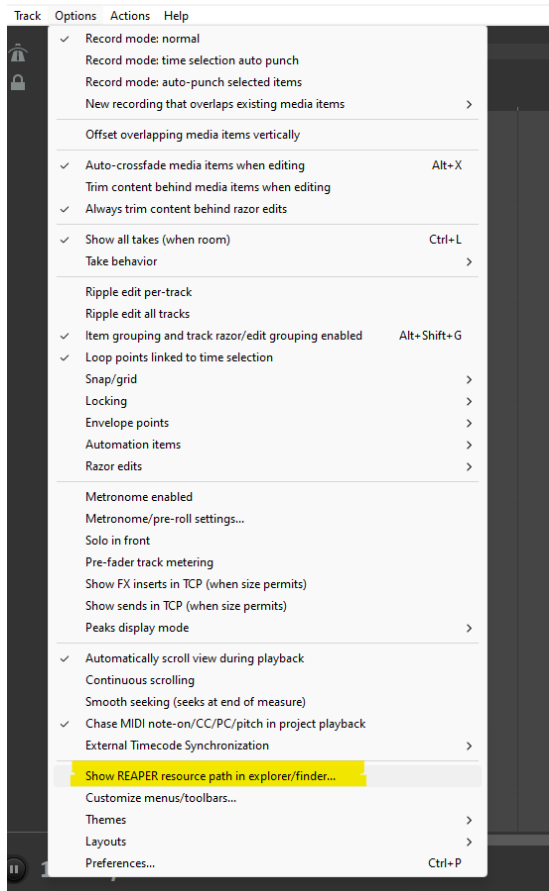 Track Options Actions Help
Record mode: normal
Record mode: time selection auto punch
Record mode: auto-punch selected items
New recording that overlaps existing media items
Offset overlapping media items vertically
Auto-crossfade media items when editing Alt+X
Trim content behind media items when editing
Always trim content behind razor edits
Show all takes (when room) Ctrl+L
Take behavior
Ripple edit per-track
Ripple edit all tracks
Item grouping and track razor/edit grouping enabled Alt+Shift+G
Loop points linked to time selection
Snap/grid
Locking
Envelope points
Automation items
Razor edits
Metronome enabled
Metronome/pre-roll settings...
Solo in front
Pre-fader track metering
Show FX inserts in TCP (when size permits)
Show sends in TCP (when size permits)
Peaks display mode
Automatically scroll view during playback
Continuous scrolling
Smooth seeking (seeks at end of measure)
Chase MIDI note-on/CC/PC/pitch in project playback
External Timecode Synchronization
Show REAPER resource path in explorer/finder...
Customize menus/toolbars...
Themes
Layouts
Preferences... Ctrl+P